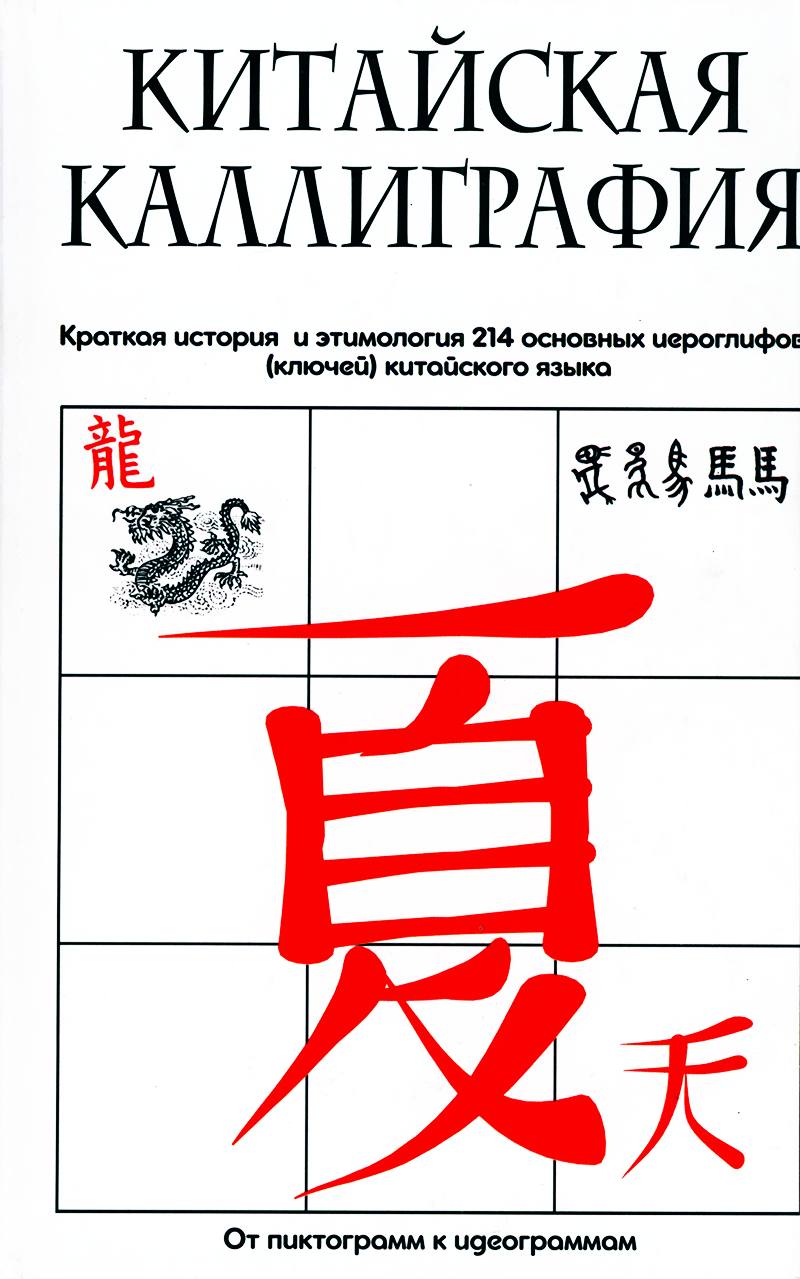 КИТАЙСКАЯ
КАЛЛИГРАФИЯ
Краткая история и этимология 214 основных иероглифов
(ключей) китайского языка
龍
馬馬
夏
天
От пиктограмм к идеограммам